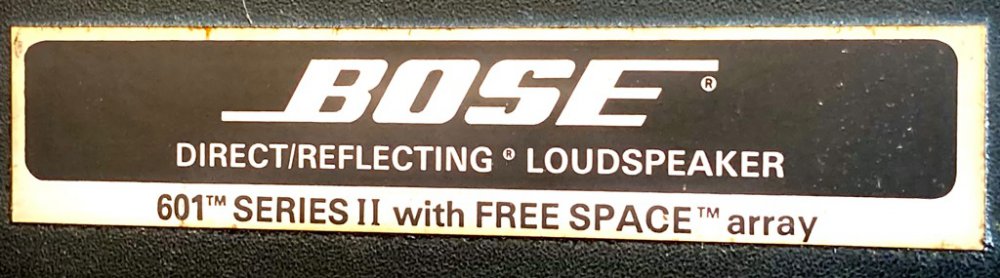 BOSE®
DIRECT/REFLECTING® LOUDSPEAKER
601™ SERIES II with FREE SPACE™ array